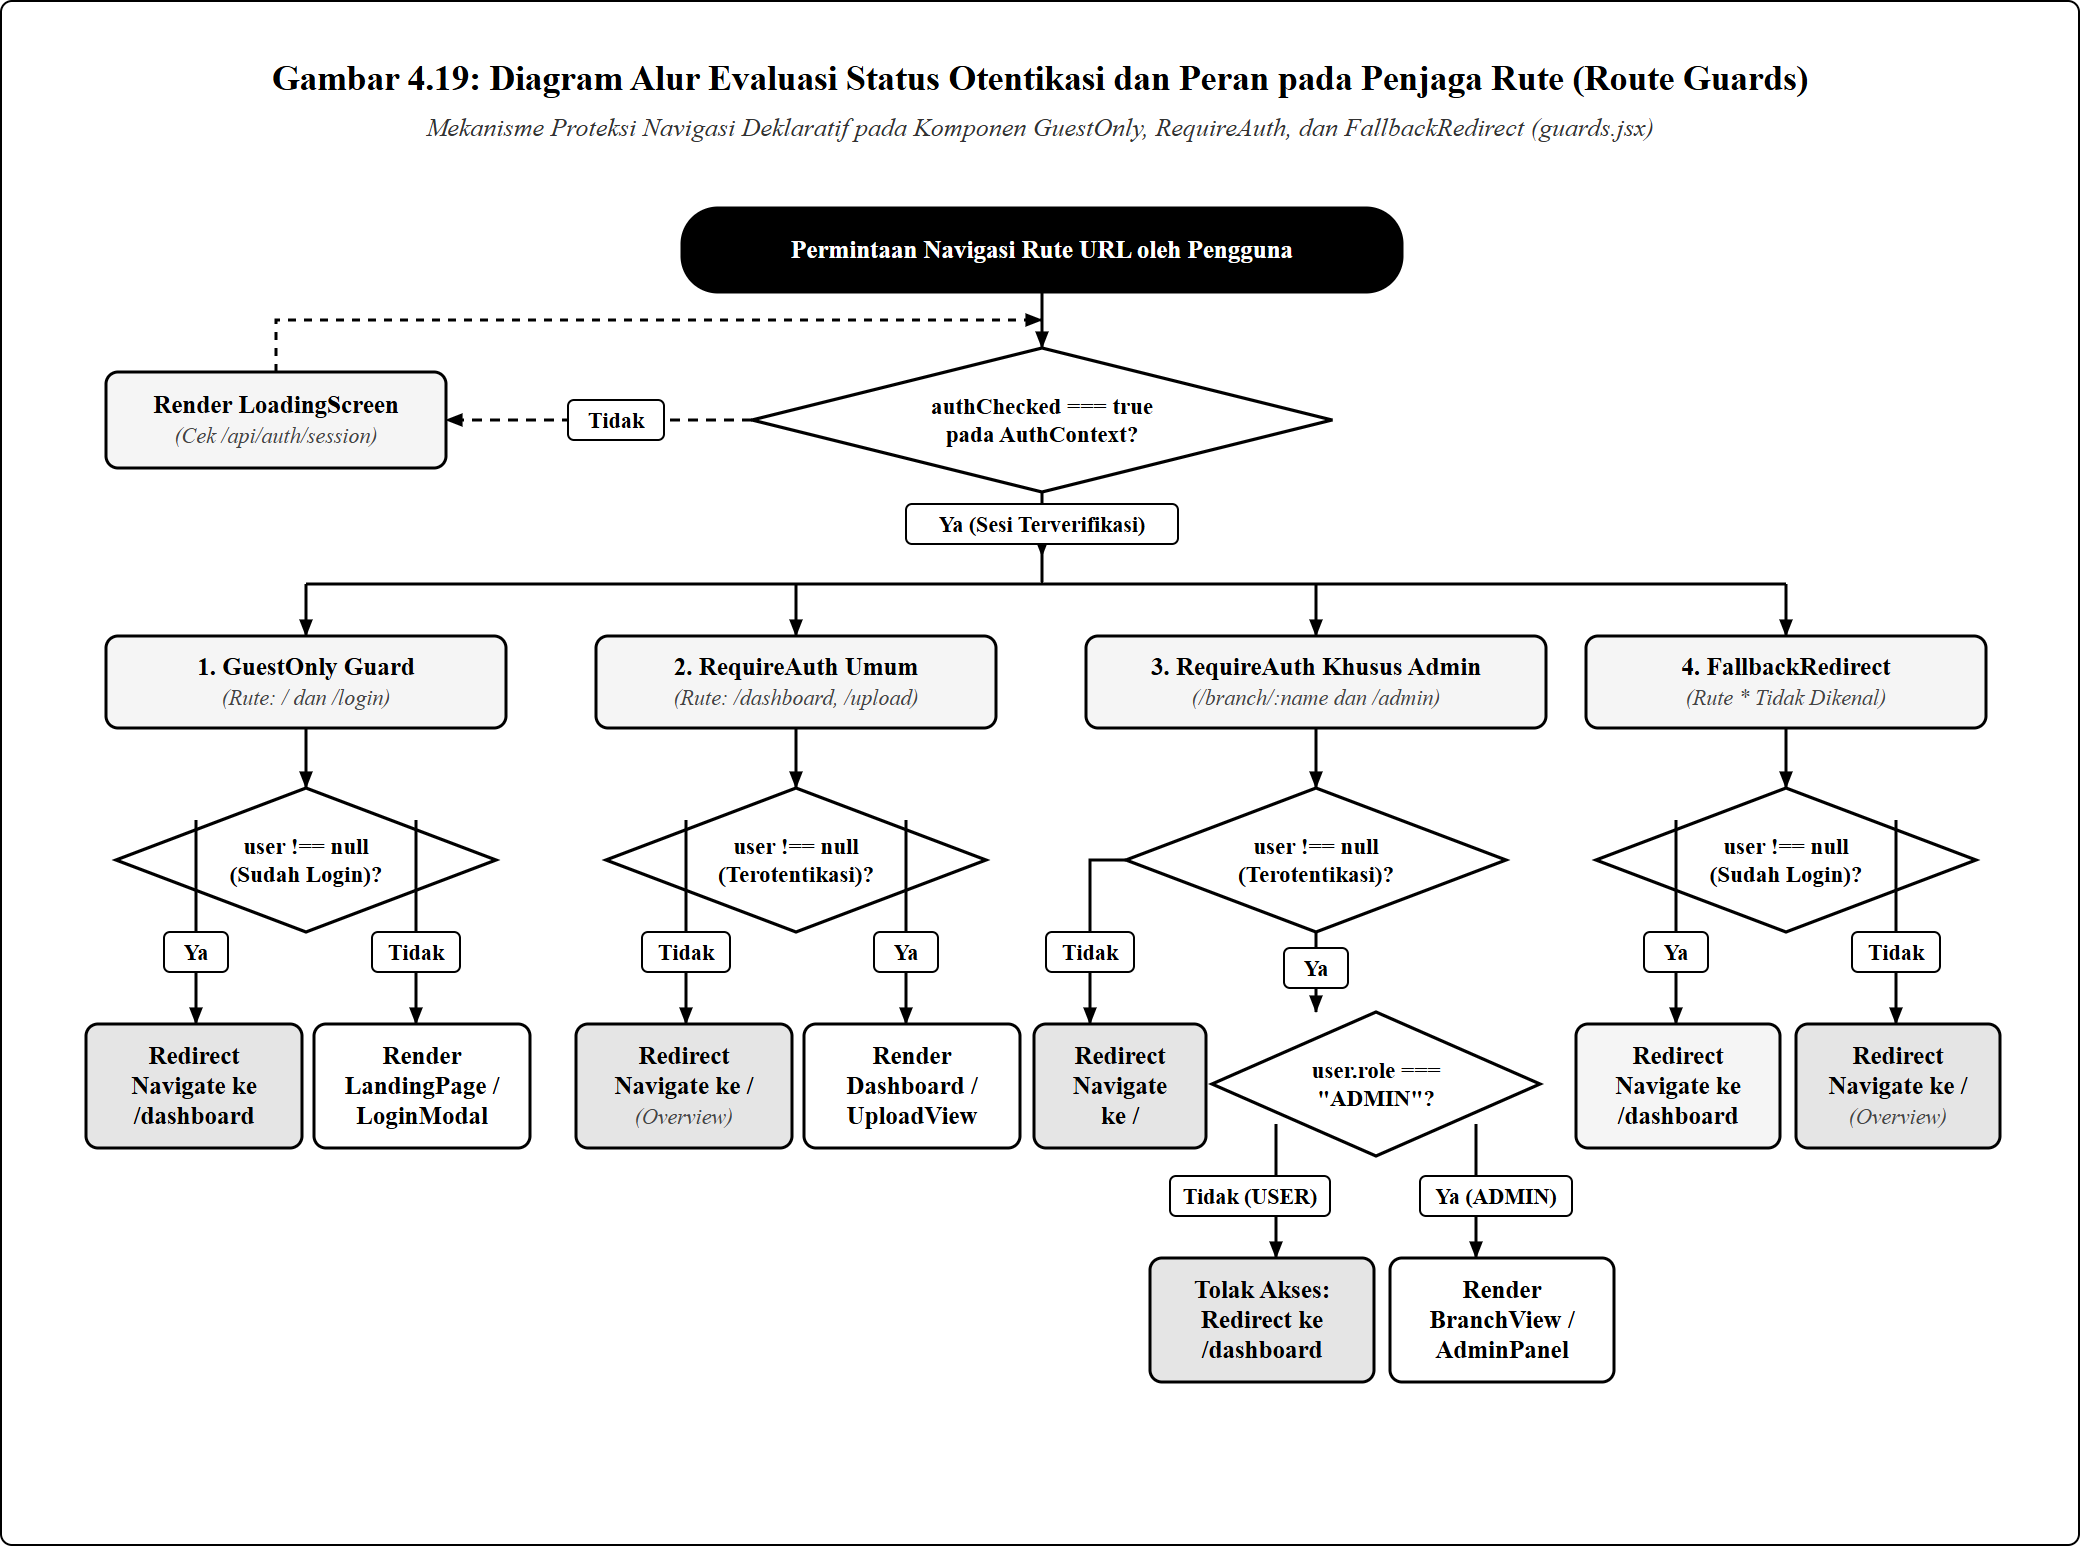 Gambar 4.19: Diagram Alur Evaluasi Status Otentikasi dan Peran pada Penjaga Rute (Route Guards)
Mekanisme Proteksi Navigasi Deklaratif pada Komponen GuestOnly, RequireAuth, dan FallbackRedirect (guards.jsx)
Permintaan Navigasi Rute URL oleh Pengguna
Render LoadingScreen
(Cek /api/auth/session)
Tidak
authChecked === true
pada AuthContext?
Ya (Sesi Terverifikasi)
1. GuestOnly Guard
(Rute: / dan /login)
2. RequireAuth Umum
(Rute: /dashboard, /upload)
3. RequireAuth Khusus Admin
(/branch/:name dan /admin)
4. FallbackRedirect
(Rute * Tidak Dikenal)
user !== null
(Sudah Login)?
user !== null
(Terotentikasi)?
user !== null
(Terotentikasi)?
user !== null
(Sudah Login)?
Ya
Tidak
Tidak
Ya
Tidak
Ya
Ya
Tidak
Redirect
Navigate ke
/dashboard
Render
LandingPage /
LoginModal
Redirect
Navigate ke /
(Overview)
Render
Dashboard /
UploadView
Redirect
Navigate
ke /
user.role ===
"ADMIN"?
Redirect
Navigate ke
/dashboard
Redirect
Navigate ke /
(Overview)
Tidak (USER)
Ya (ADMIN)
Tolak Akses:
Redirect ke
/dashboard
Render
BranchView /
AdminPanel